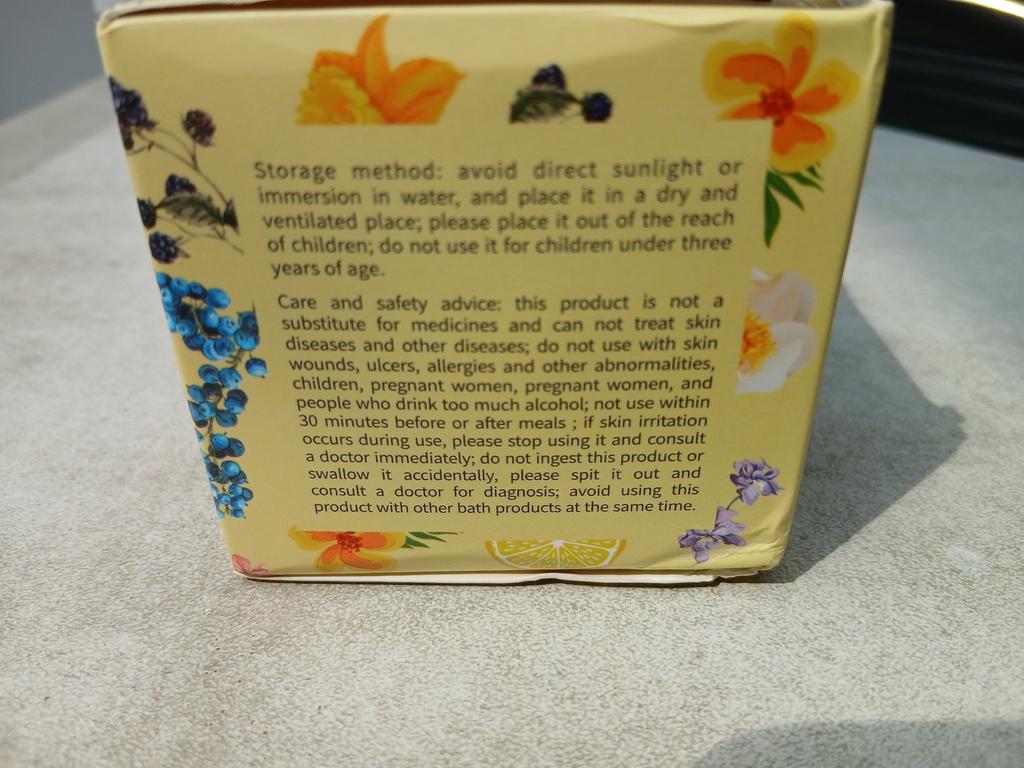 Storage method: avoid direct sunlight or
immersion in water, and place it in a dry and
ventilated place; please place it out of the reach
of children; do not use it for children under three
years of age.
Care and safety advice: this product is not a
substitute for medicines and can not treat skin
diseases and other diseases; do not use with skin
wounds, ulcers, allergies and other abnormalities,
children, pregnant women, pregnant women, and
people who drink too much alcohol; not use within
30 minutes before or after meals ; if skin irritation
occurs during use, please stop using it and consult
a doctor immediately; do not ingest this product or
swallow it accidentally, please spit it out and
consult a doctor for diagnosis; avoid using this
product with other bath products at the same time.